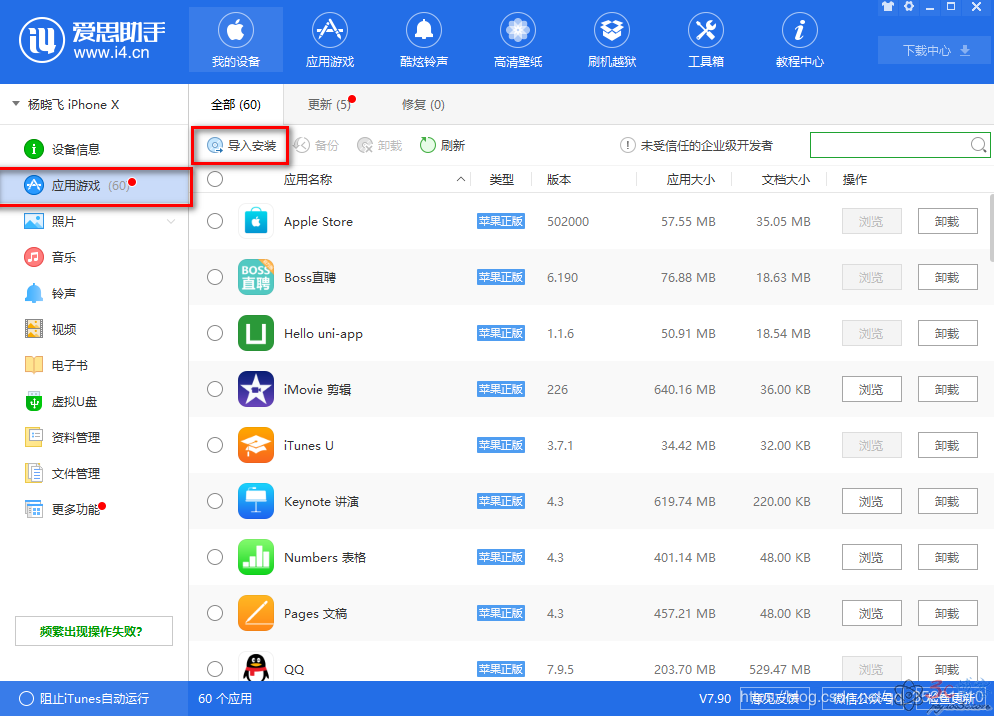 爱思助手
www.i4.cn
我的设备
应用游戏
酷炫铃声
高清壁纸
刷机越狱
工具箱
教程中心
下载中心
杨晓飞 iPhone X
全部 (60)
更新 (5)
修复 (0)
设备信息
应用游戏 (60)
照片
音乐
铃声
视频
电子书
虚拟U盘
资料管理
文件管理
更多功能
频繁出现操作失败?
导入安装
备份
卸载
刷新
未受信任的企业级开发者
应用名称 类型 版本 应用大小 文档大小 操作
Apple Store 苹果正版 502000 57.55 MB 35.05 MB 浏览 卸载
BOSS
直聘
Boss直聘 苹果正版 6.190 76.88 MB 18.63 MB 浏览 卸载
Hello uni-app 苹果正版 1.1.6 50.91 MB 18.54 MB 浏览 卸载
iMovie 剪辑 苹果正版 226 640.16 MB 36.00 KB 浏览 卸载
iTunes U 苹果正版 3.7.1 34.42 MB 32.00 KB 浏览 卸载
Keynote 讲演 苹果正版 4.3 619.74 MB 220.00 KB 浏览 卸载
Numbers 表格 苹果正版 4.3 401.14 MB 48.00 KB 浏览 卸载
Pages 文稿 苹果正版 4.3 457.21 MB 48.00 KB 浏览 卸载
QQ 苹果正版 7.9.5 203.70 MB 529.47 MB 浏览 卸载
阻止iTunes自动运行
60 个应用
V7.90
意见反馈
微信公众号
检查更新